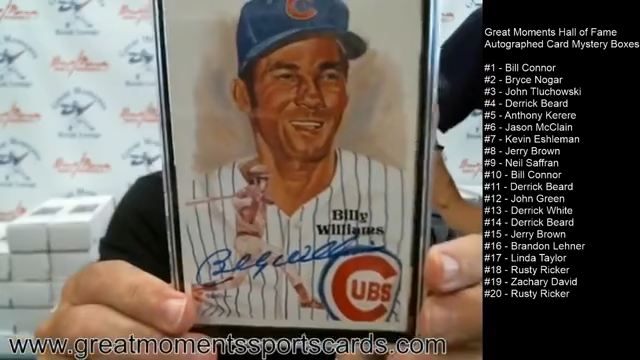 Great Moments Hall of Fame
Autographed Card Mystery Boxes
#1 - Bill Connor
#2 - Bryce Nogar
#3 - John Tluchowski
#4 - Derrick Beard
#5 - Anthony Kerere
#6 - Jason McClain
#7 - Kevin Eshleman
#8 - Jerry Brown
#9 - Neil Saffran
#10 - Bill Connor
#11 - Derrick Beard
#12 - John Green
#13 - Derrick White
#14 - Derrick Beard
#15 - Jerry Brown
#16 - Brandon Lehner
#17 - Linda Taylor
#18 - Rusty Ricker
#19 - Zachary David
#20 - Rusty Ricker
C
Billy
Williams
Billy Williams
CUBS
www.greatmomentssportscards.com